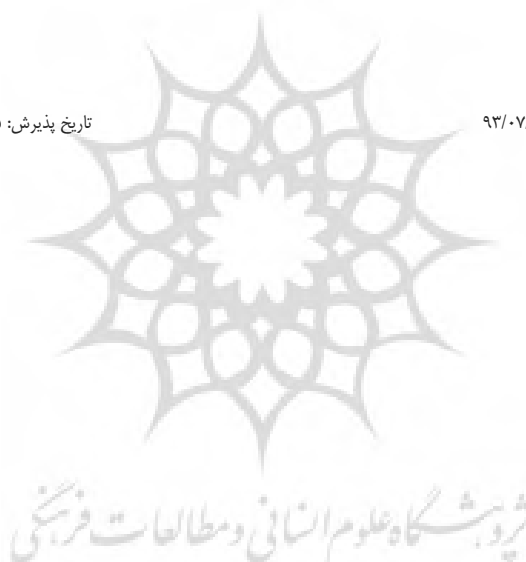 ۹۳/۰۷ تاریخ پذیرش:
پژوهشگاه علوم انسانی و مطالعات فرهنگی